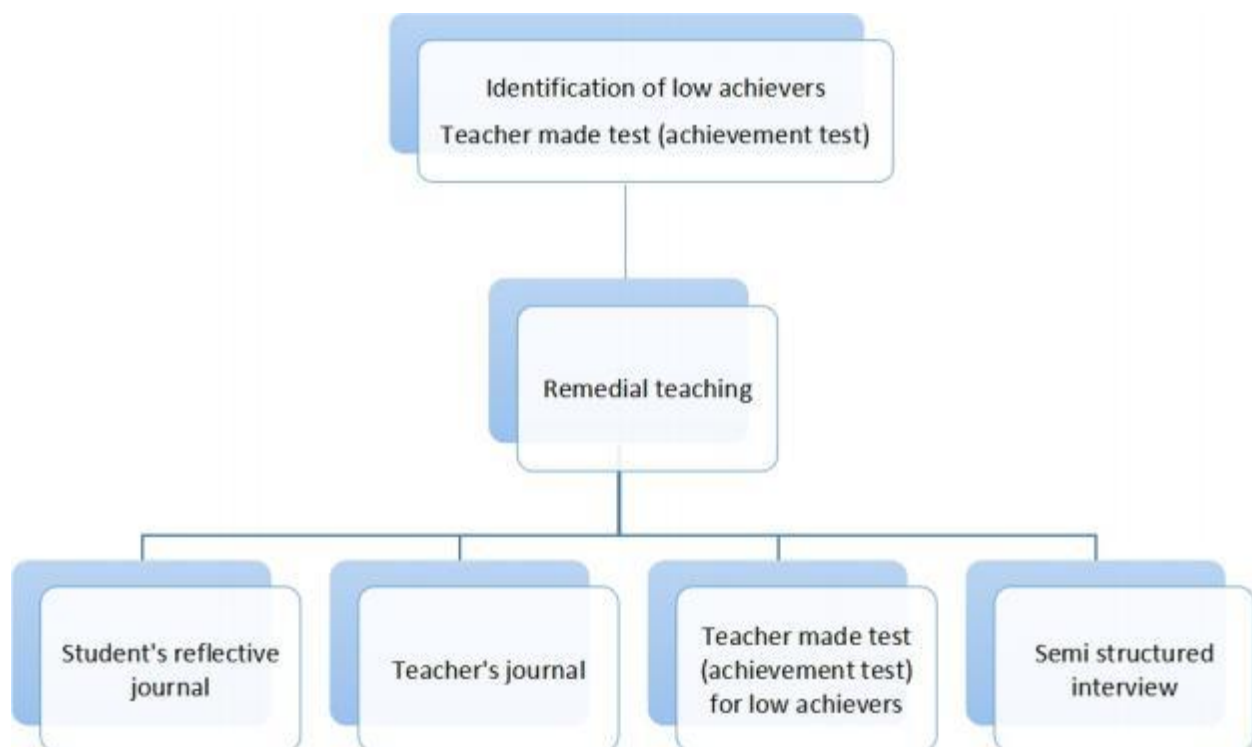 Identification of low achievers
Teacher made test (achievement test)
Remedial teaching
Student's reflective
journal
Teacher's journal
Teacher made test
(achievement test)
for low achievers
Semi structured
interview